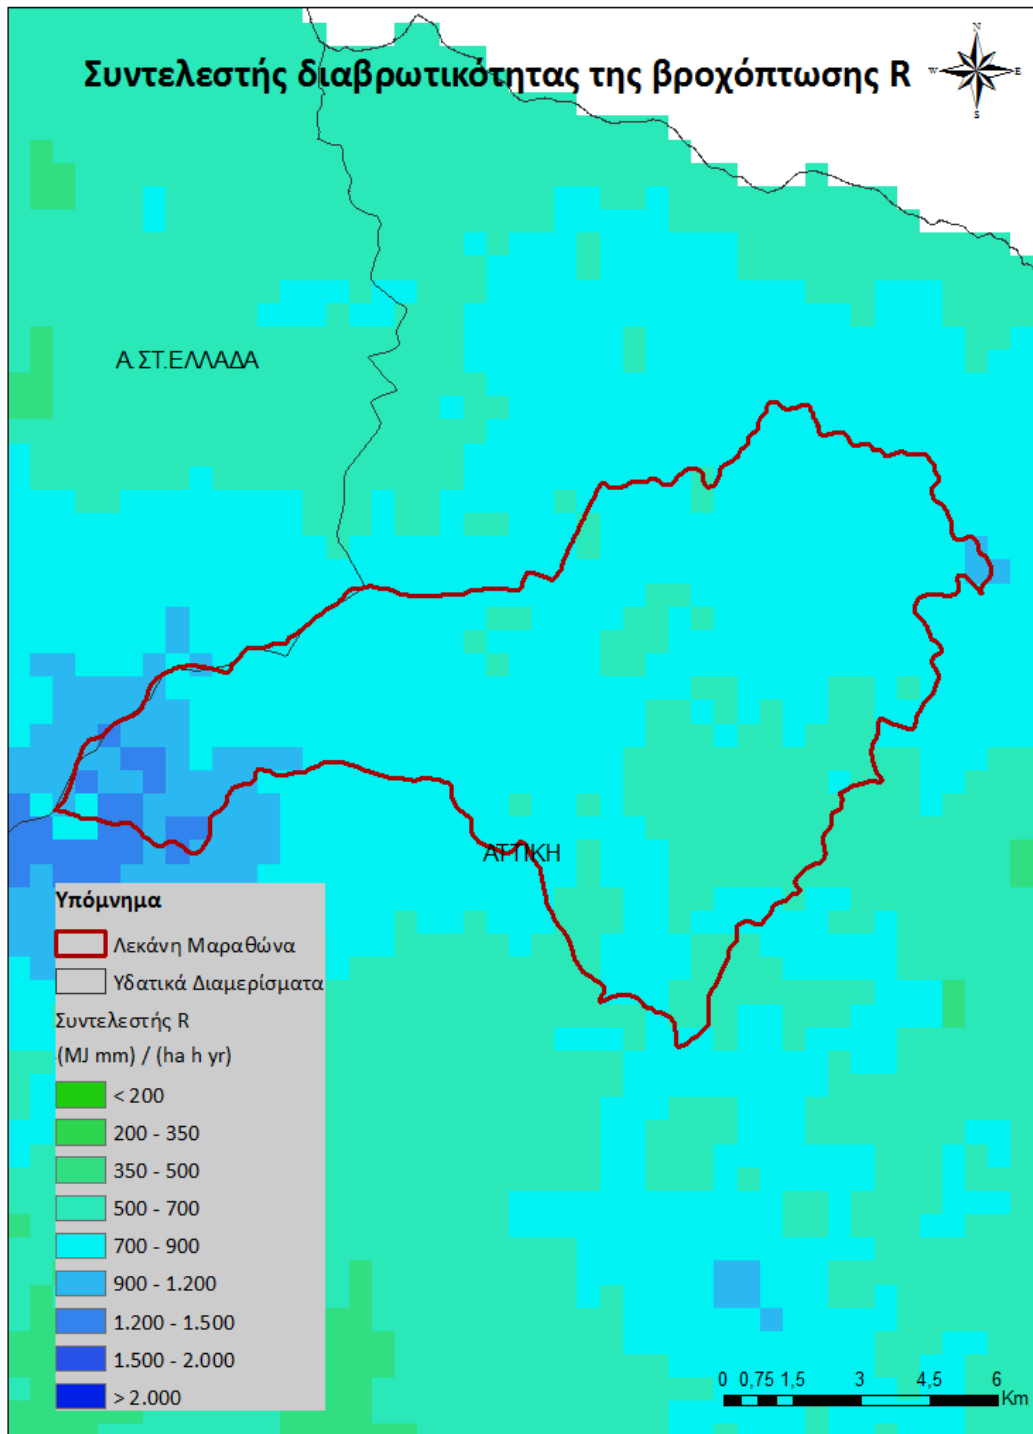 Συντελεστής διαβρωτικότητας της βροχόπτωσης R
N
W E
S
Α.ΣΤ.ΕΛΛΑΔΑ
ΑΤΤΙΚΗ
Υπόμνημα
Λεκάνη Μαραθώνα
Υδατικά Διαμερίσματα
Συντελεστής R
(MJ mm) / (ha h yr)
< 200
200 - 350
350 - 500
500 - 700
700 - 900
900 - 1.200
1.200 - 1.500
1.500 - 2.000
> 2.000
0 0,75 1,5 3 4,5 6
Km